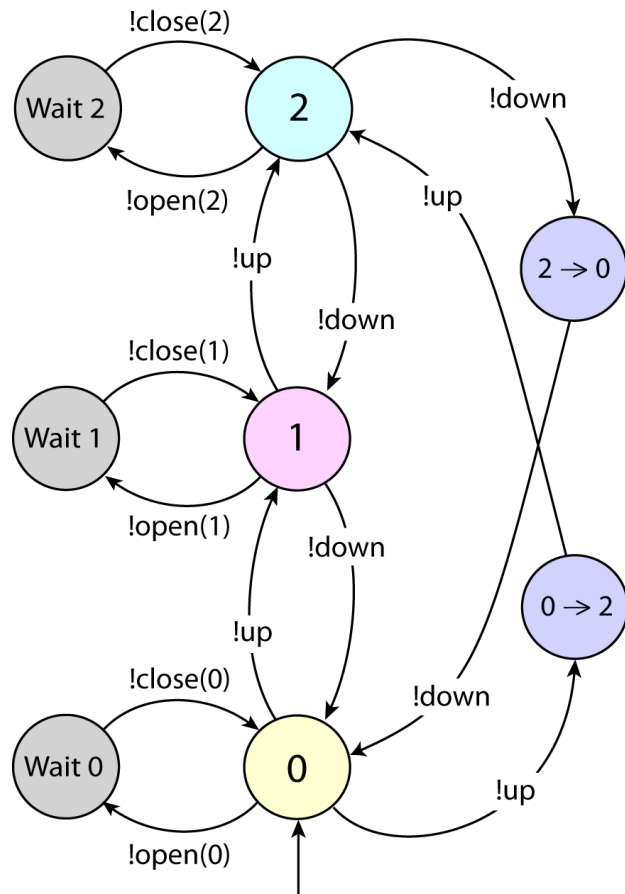 !close(2)
Wait 2
2
!down
!open(2)
!up
!up
2 → 0
!down
!close(1)
Wait 1
1
!open(1)
!down
0 → 2
!up
!close(0)
!down
Wait 0
0
!up
!open(0)